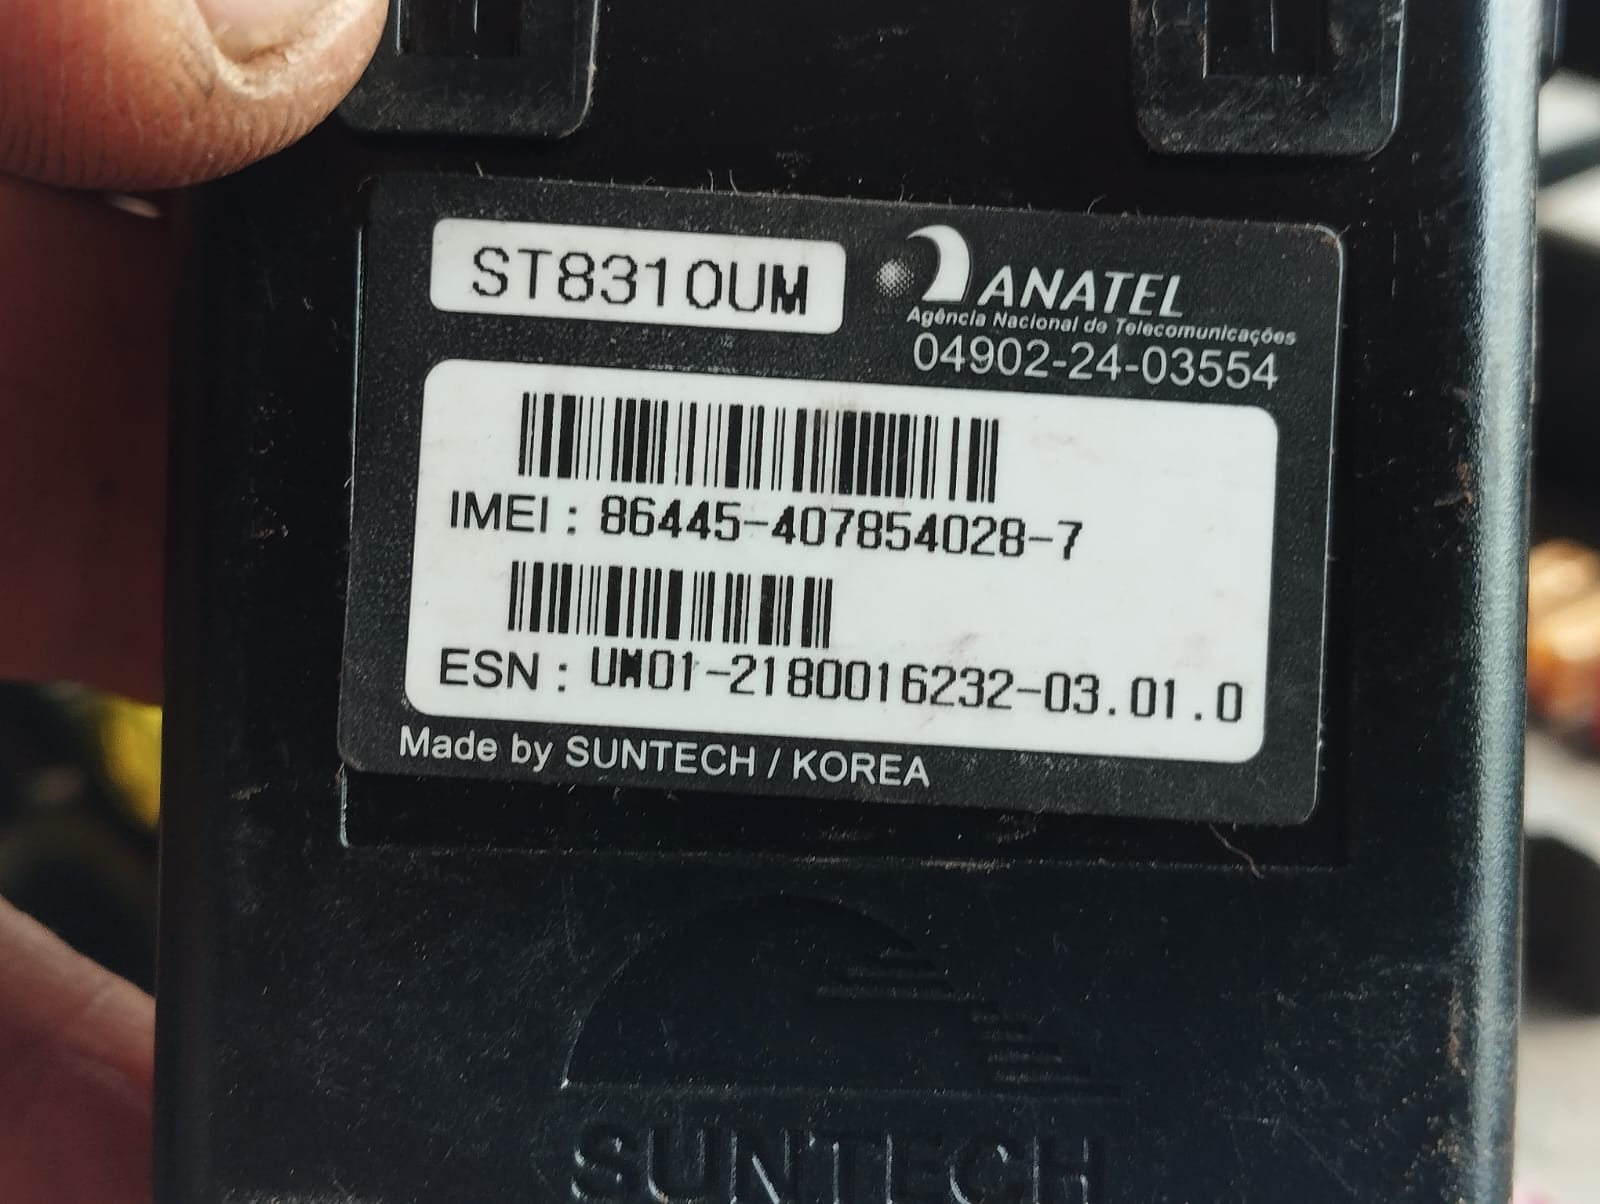 ST8310UM
ANATEL
Agência Nacional de Telecomunicações
04902-24-03554
IMEI : 86445-407854028-7
ESN : UM01-2180016232-03.01.0
Made by SUNTECH / KOREA
SUNTECH